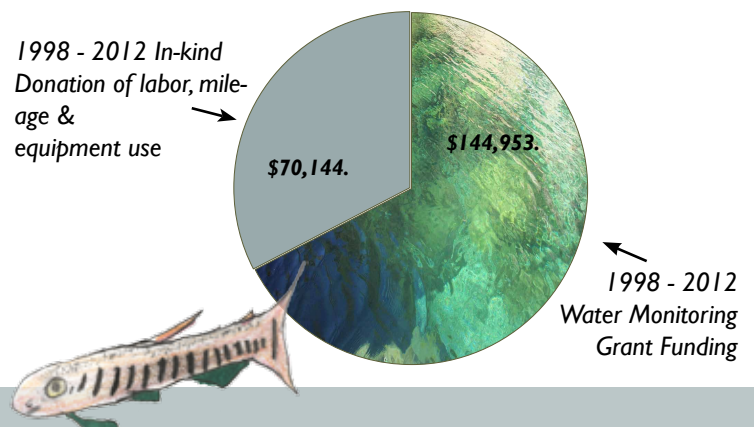 1998 - 2012 In-kind
Donation of labor, mile-
age &
equipment use
$70,144.
$144,953.
1998 - 2012
Water Monitoring
Grant Funding